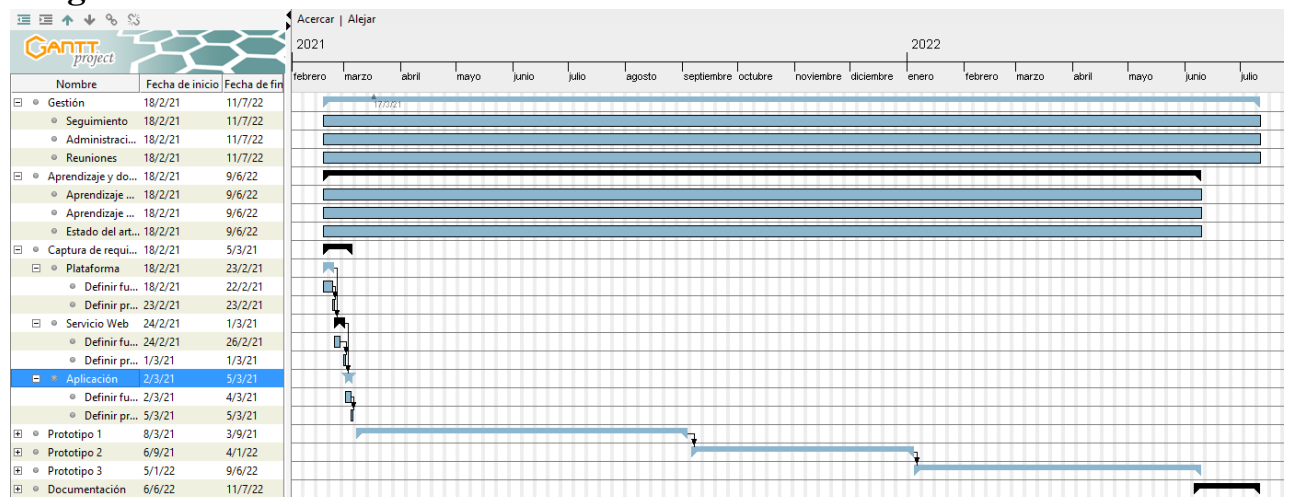 Acercar | Alejar
GANTT project
2021 2022
Nombre Fecha de inicio Fecha de fin
febrero marzo abril mayo junio julio agosto septiembre octubre noviembre diciembre enero febrero marzo abril mayo junio julio
Gestión 18/2/21 11/7/22
17/3/21
Seguimiento 18/2/21 11/7/22
Administraci... 18/2/21 11/7/22
Reuniones 18/2/21 11/7/22
Aprendizaje y do... 18/2/21 9/6/22
Aprendizaje ... 18/2/21 9/6/22
Aprendizaje ... 18/2/21 9/6/22
Estado del art... 18/2/21 9/6/22
Captura de requi... 18/2/21 5/3/21
Plataforma 18/2/21 23/2/21
Definir fu... 18/2/21 22/2/21
Definir pr... 23/2/21 23/2/21
Servicio Web 24/2/21 1/3/21
Definir fu... 24/2/21 26/2/21
Definir pr... 1/3/21 1/3/21
Aplicación 2/3/21 5/3/21
Definir fu... 2/3/21 4/3/21
Definir pr... 5/3/21 5/3/21
Prototipo 1 8/3/21 3/9/21
Prototipo 2 6/9/21 4/1/22
Prototipo 3 5/1/22 9/6/22
Documentación 6/6/22 11/7/22